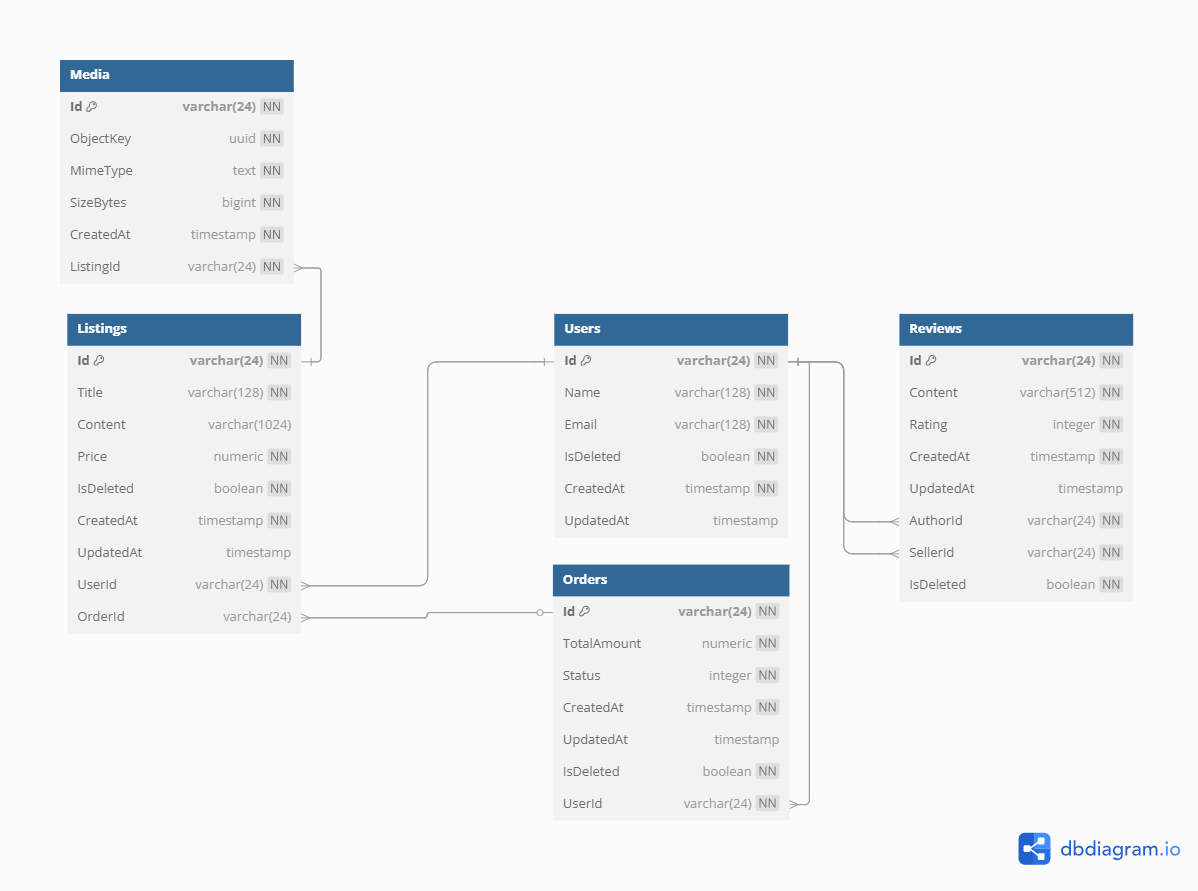 Media
Id varchar(24) NN
ObjectKey uuid NN
MimeType text NN
SizeBytes bigint NN
CreatedAt timestamp NN
ListingId varchar(24) NN
Listings
Id varchar(24) NN
Title varchar(128) NN
Content varchar(1024)
Price numeric NN
IsDeleted boolean NN
CreatedAt timestamp NN
UpdatedAt timestamp
UserId varchar(24) NN
OrderId varchar(24)
Users
Id varchar(24) NN
Name varchar(128) NN
Email varchar(128) NN
IsDeleted boolean NN
CreatedAt timestamp NN
UpdatedAt timestamp
Orders
Id varchar(24) NN
TotalAmount numeric NN
Status integer NN
CreatedAt timestamp NN
UpdatedAt timestamp
IsDeleted boolean NN
UserId varchar(24) NN
Reviews
Id varchar(24) NN
Content varchar(512) NN
Rating integer NN
CreatedAt timestamp NN
UpdatedAt timestamp
AuthorId varchar(24) NN
SellerId varchar(24) NN
IsDeleted boolean NN
dbdiagram.io